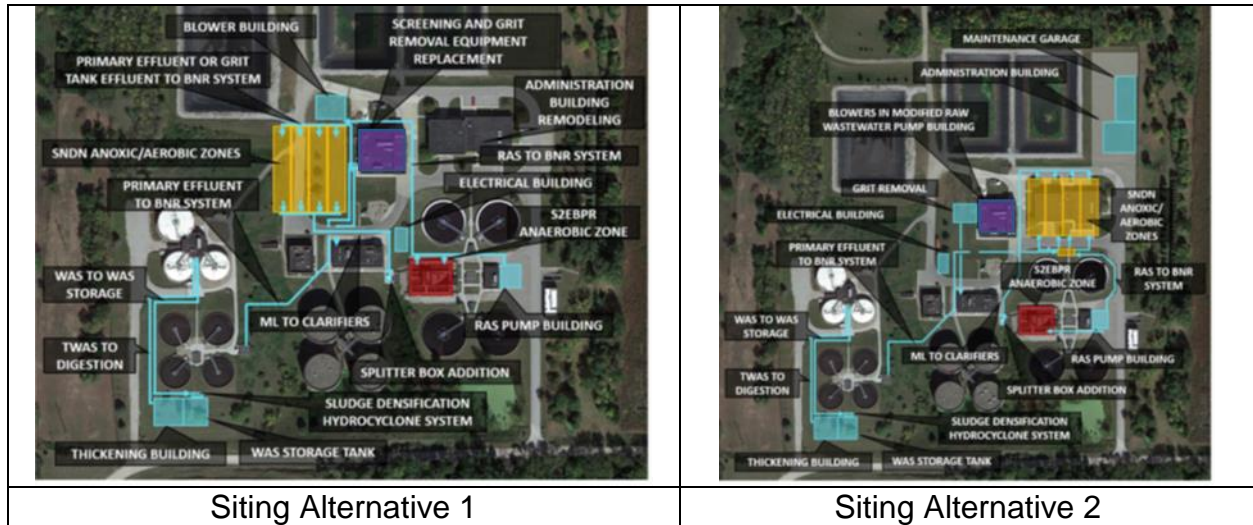 BLOWER BUILDING
SCREENING AND GRIT
REMOVAL EQUIPMENT
REPLACEMENT
PRIMARY EFFLUENT OR GRIT
TANK EFFLUENT TO BNR SYSTEM
ADMINISTRATION
BUILDING
REMODELING
SNDN ANOXIC/AEROBIC ZONES
RAS TO BNR SYSTEM
PRIMARY EFFLUENT
TO BNR SYSTEM
ELECTRICAL BUILDING
S2EBPR
ANAEROBIC ZONE
WAS TO WAS
STORAGE
ML TO CLARIFIERS
RAS PUMP BUILDING
TWAS TO
DIGESTION
SPLITTER BOX ADDITION
SLUDGE DENSIFICATION
HYDROCYCLONE SYSTEM
THICKENING BUILDING
WAS STORAGE TANK
Siting Alternative 1
MAINTENANCE GARAGE
ADMINISTRATION BUILDING
BLOWERS IN MODIFIED RAW
WASTEWATER PUMP BUILDING
GRIT REMOVAL
SNDN
ANOXIC/
AEROBIC
ZONES
ELECTRICAL BUILDING
PRIMARY EFFLUENT
TO BNR SYSTEM
S2EBPR
ANAEROBIC ZONE
RAS TO BNR
SYSTEM
WAS TO WAS
STORAGE
ML TO CLARIFIERS
RAS PUMP BUILDING
TWAS TO
DIGESTION
SPLITTER BOX ADDITION
SLUDGE DENSIFICATION
HYDROCYCLONE SYSTEM
THICKENING BUILDING
WAS STORAGE TANK
Siting Alternative 2